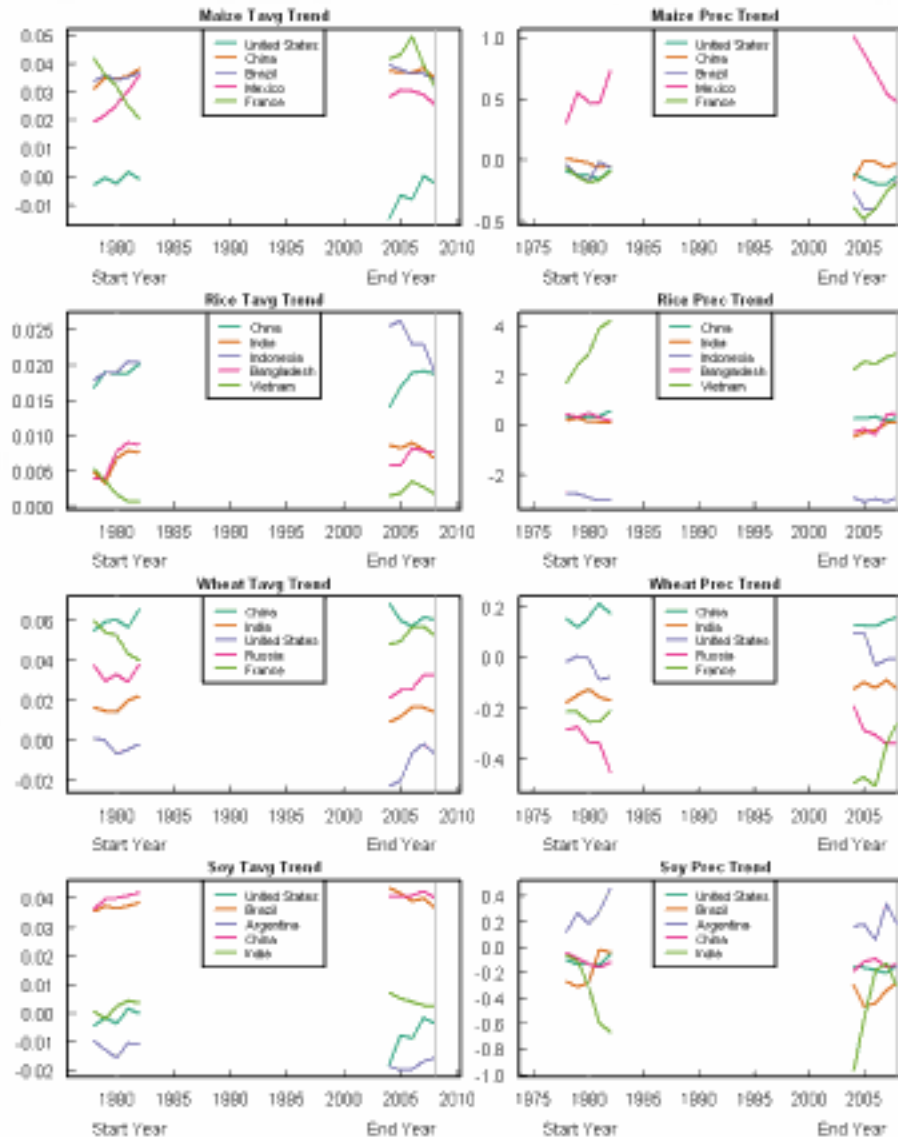 Maize Tavg Trend
0.05
0.04
0.03
0.02
0.01
0.00
-0.01
United States
China
Brazil
Mexico
France
1980 1985 1990 1995 2000 2005 2010
Start Year End Year
Maize Prec Trend
1.0
0.5
0.0
-0.5
United States
China
Brazil
Mexico
France
1975 1980 1985 1990 1995 2000 2005
Start Year End Year
Rice Tavg Trend
0.025
0.020
0.015
0.010
0.005
0.000
China
India
Indonesia
Bangladesh
Vietnam
1980 1985 1990 1995 2000 2005 2010
Start Year End Year
Rice Prec Trend
4
2
0
-2
China
India
Indonesia
Bangladesh
Vietnam
1975 1980 1985 1990 1995 2000 2005
Start Year End Year
Wheat Tavg Trend
0.06
0.04
0.02
0.00
-0.02
China
India
United States
Russia
France
1980 1985 1990 1995 2000 2005 2010
Start Year End Year
Wheat Prec Trend
0.2
0.0
-0.2
-0.4
China
India
United States
Russia
France
1975 1980 1985 1990 1995 2000 2005
Start Year End Year
Soy Tavg Trend
0.04
0.03
0.02
0.01
0.00
-0.01
-0.02
United States
Brazil
Argentina
China
India
1980 1985 1990 1995 2000 2005 2010
Start Year End Year
Soy Prec Trend
0.4
0.2
0.0
-0.2
-0.4
-0.6
-0.8
-1.0
United States
Brazil
Argentina
China
India
1975 1980 1985 1990 1995 2000 2005
Start Year End Year